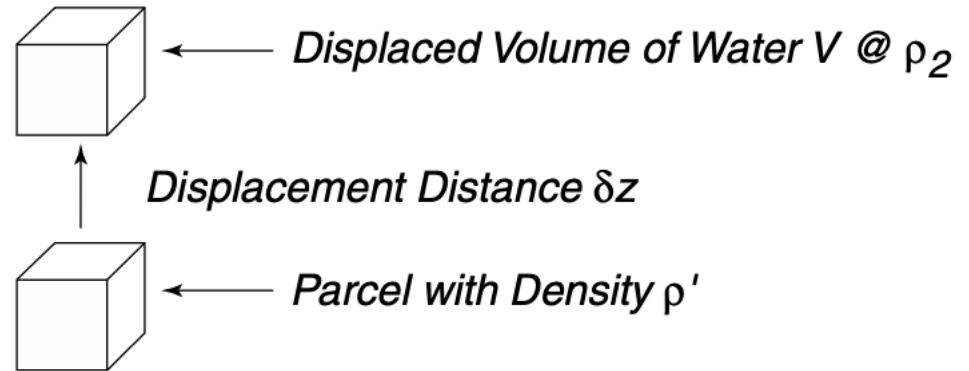 Displaced Volume of Water V @ ρ₂
Displacement Distance δz
Parcel with Density ρ'